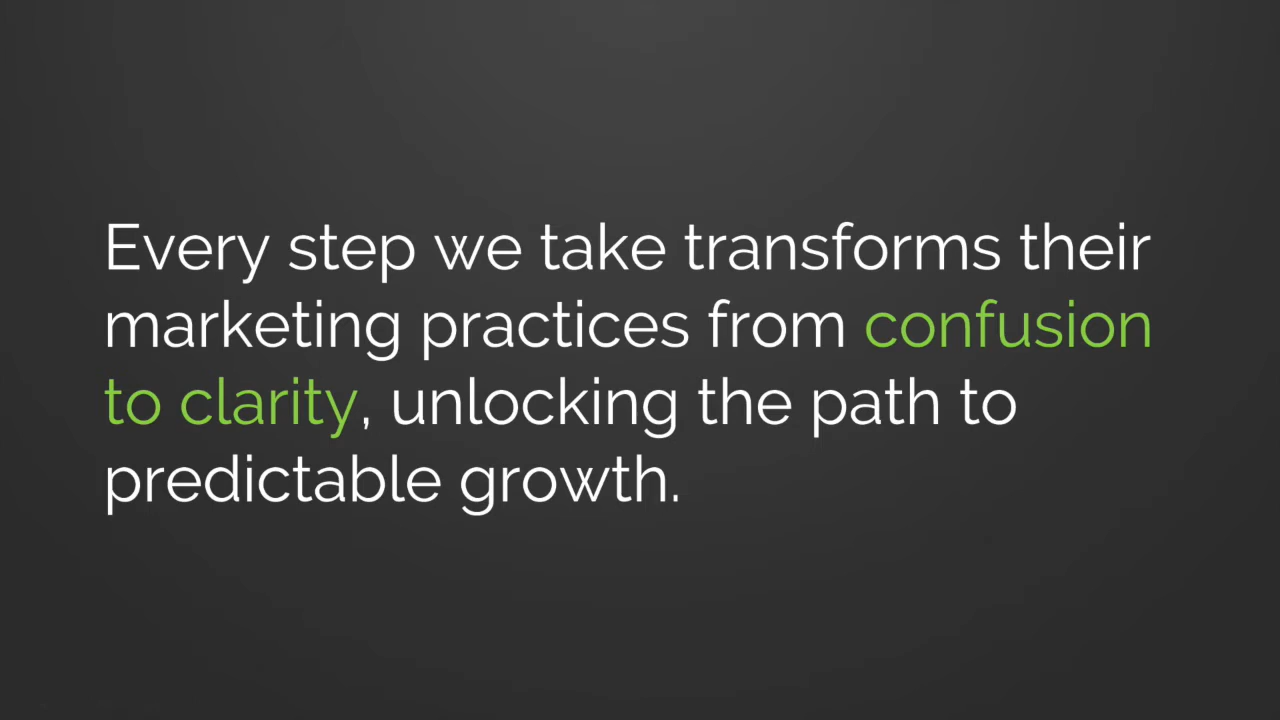 Every step we take transforms their
marketing practices from confusion
to clarity, unlocking the path to
predictable growth.